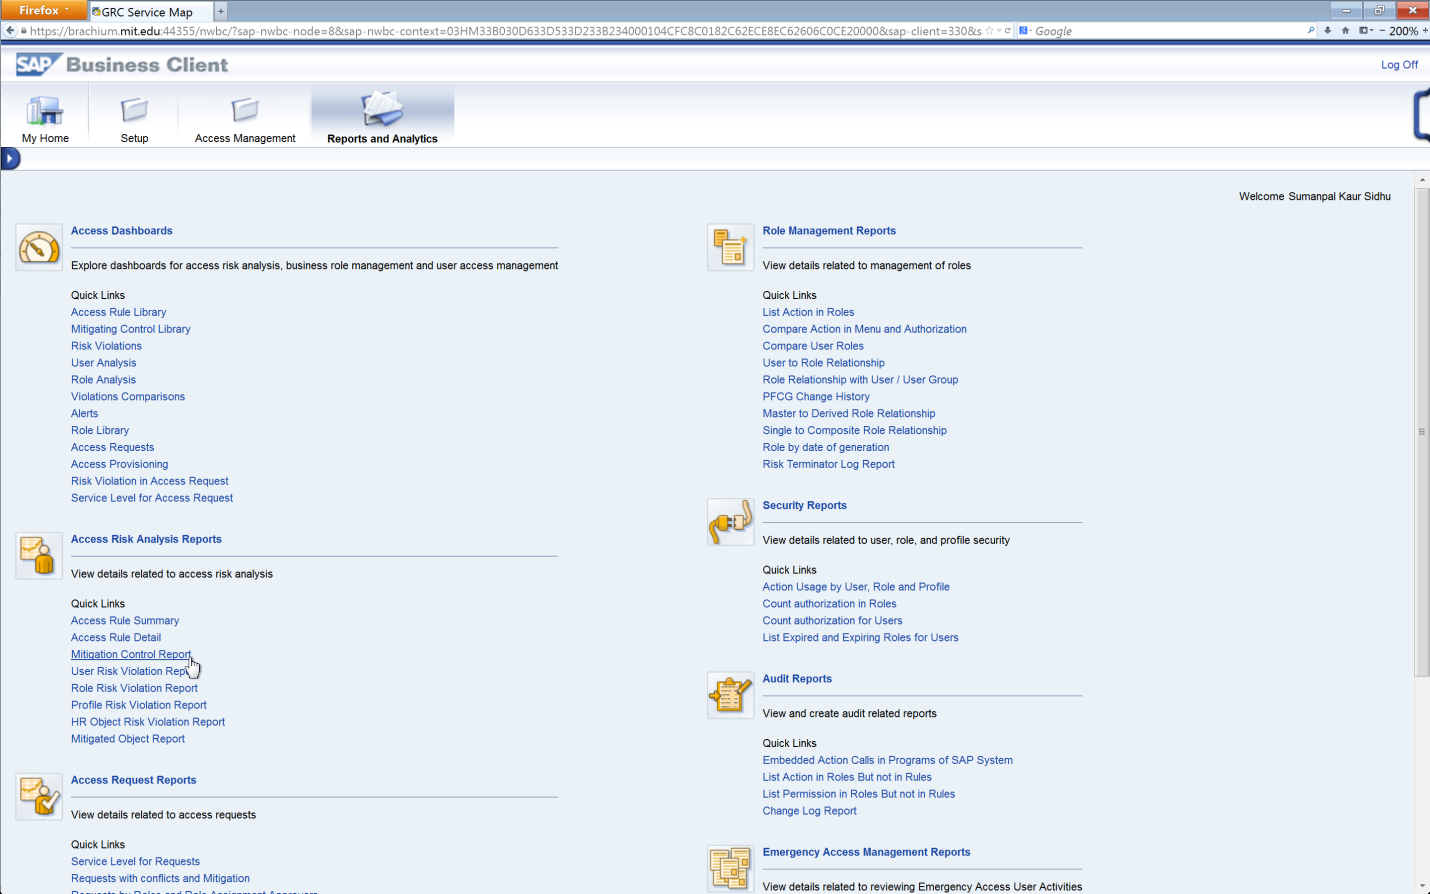 Firefox
GRC Service Map
https://brachium.mit.edu:44355/nwbc/?sap-nwbc-node=8&sap-nwbc-context=03HM33B030D633D533D233B234000104CFC8C0182C62ECE8EC62606C0CE20000&sap-client=330&s
Google
200%
SAP Business Client
Log Off
My Home
Setup
Access Management
Reports and Analytics
Welcome Sumanpal Kaur Sidhu
Access Dashboards
Explore dashboards for access risk analysis, business role management and user access management
Quick Links
Access Rule Library
Mitigating Control Library
Risk Violations
User Analysis
Role Analysis
Violations Comparisons
Alerts
Role Library
Access Requests
Access Provisioning
Risk Violation in Access Request
Service Level for Access Request
Access Risk Analysis Reports
View details related to access risk analysis
Quick Links
Access Rule Summary
Access Rule Detail
Mitigation Control Report
User Risk Violation Rep
Role Risk Violation Report
Profile Risk Violation Report
HR Object Risk Violation Report
Mitigated Object Report
Access Request Reports
View details related to access requests
Quick Links
Service Level for Requests
Requests with conflicts and Mitigation
Role Management Reports
View details related to management of roles
Quick Links
List Action in Roles
Compare Action in Menu and Authorization
Compare User Roles
User to Role Relationship
Role Relationship with User / User Group
PFCG Change History
Master to Derived Role Relationship
Single to Composite Role Relationship
Role by date of generation
Risk Terminator Log Report
Security Reports
View details related to user, role, and profile security
Quick Links
Action Usage by User, Role and Profile
Count authorization in Roles
Count authorization for Users
List Expired and Expiring Roles for Users
Audit Reports
View and create audit related reports
Quick Links
Embedded Action Calls in Programs of SAP System
List Action in Roles But not in Rules
List Permission in Roles But not in Rules
Change Log Report
Emergency Access Management Reports
View details related to reviewing Emergency Access User Activities